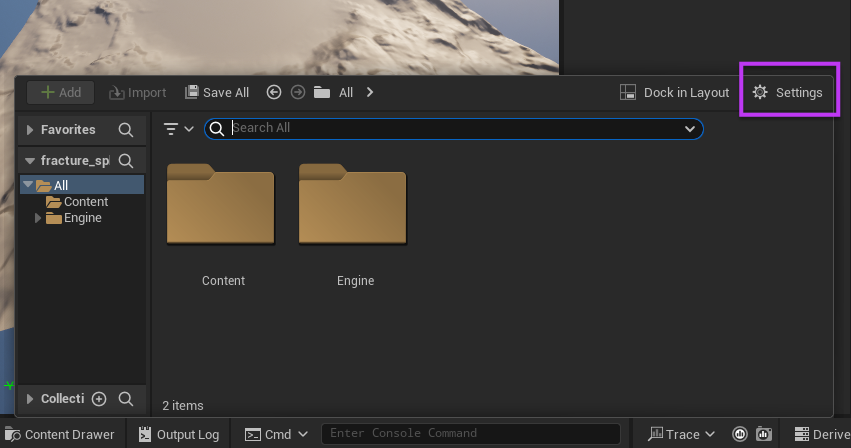 Add Import Save All All Dock in Layout Settings
Favorites
Search All
fracture_spl
All
Content
Engine
Content Engine
Collecti
2 items
Content Drawer Output Log Cmd Enter Console Command Trace Derive